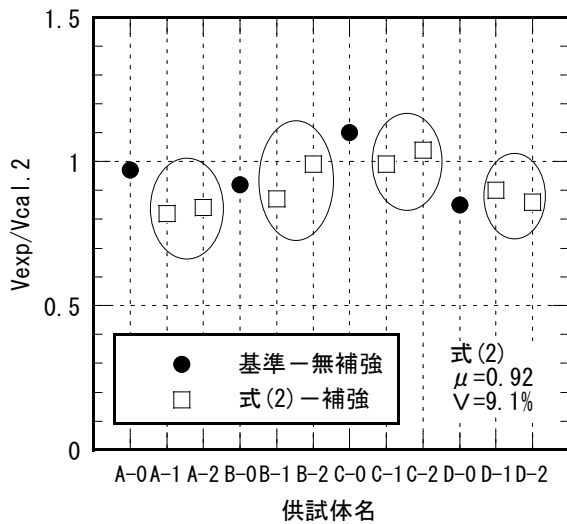 1.5
1
0.5
0
Vexp/Vcal.2
基準－無補強
式(2)－補強
式(2)
μ=0.92
V=9.1%
A-0 A-1 A-2 B-0 B-1 B-2 C-0 C-1 C-2 D-0 D-1 D-2
供試体名